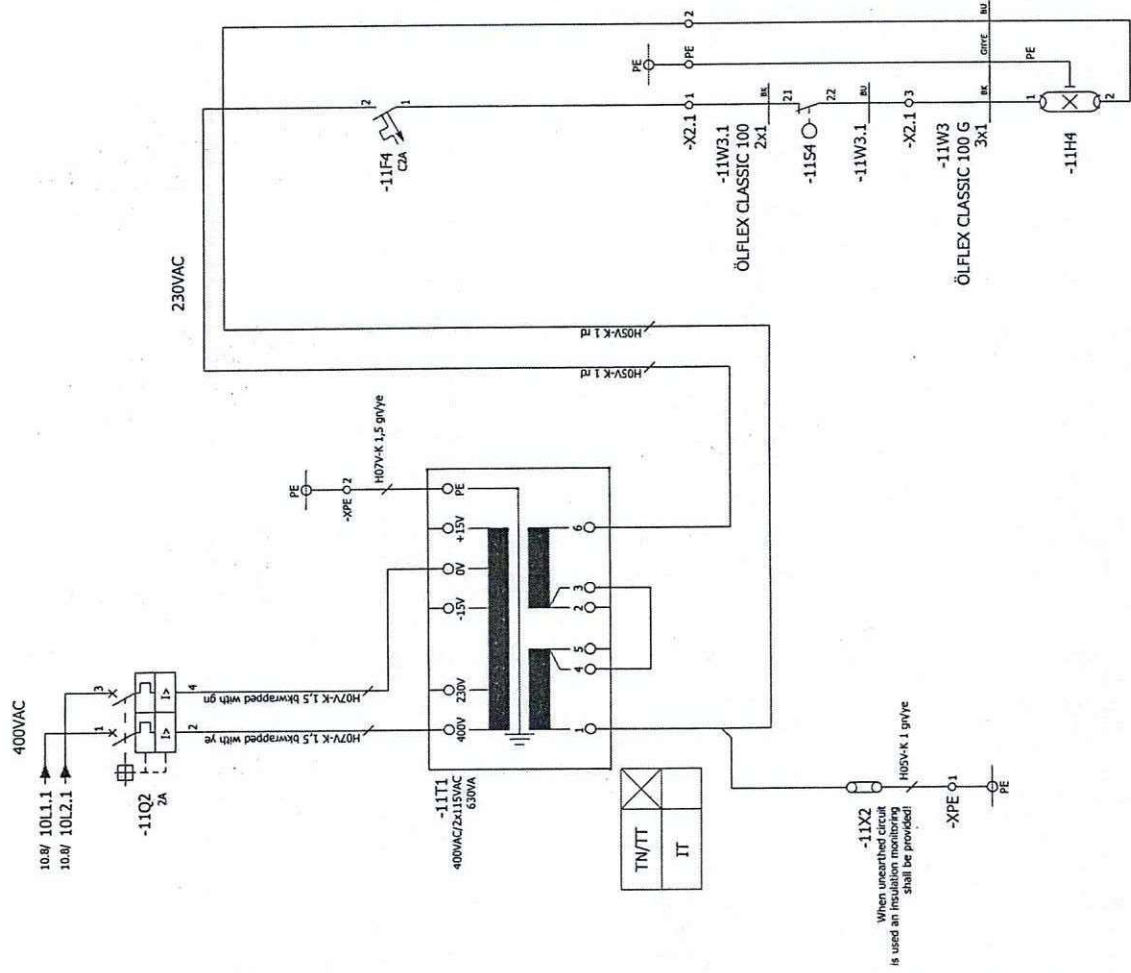 400VAC
10.8/ 10L1.1
10.8/ 10L2.1
1
3
-11Q2
2A
I>
I>
2
4
H07V-K 1,5 bkwrapped with ye
H07V-K 1,5 bkwrapped with gn
PE
-XPE
2
H07V-K 1,5 gn/ye
-11T1
400VAC/2x115VAC
630VA
400V
230V
-15V
0V
+15V
PE
1
4
5
2
3
6
TN/TT
IT
-11X2
When unearthed circuit
is used an insulation monitoring
shall be provided!
H05V-K 1 gn/ye
-XPE
1
PE
H05V-K 1 rd
H05V-K 1 rd
230VAC
-11F4
C2A
2
1
PE
-X2.1
1
PE
2
-11W3.1
ÖLFLEX CLASSIC 100
2x1
BK
-11S4
21
22
-11W3.1
BU
-X2.1
3
-11W3
ÖLFLEX CLASSIC 100 G
3x1
BK
GNYE
BU
PE
-11H4
1
2